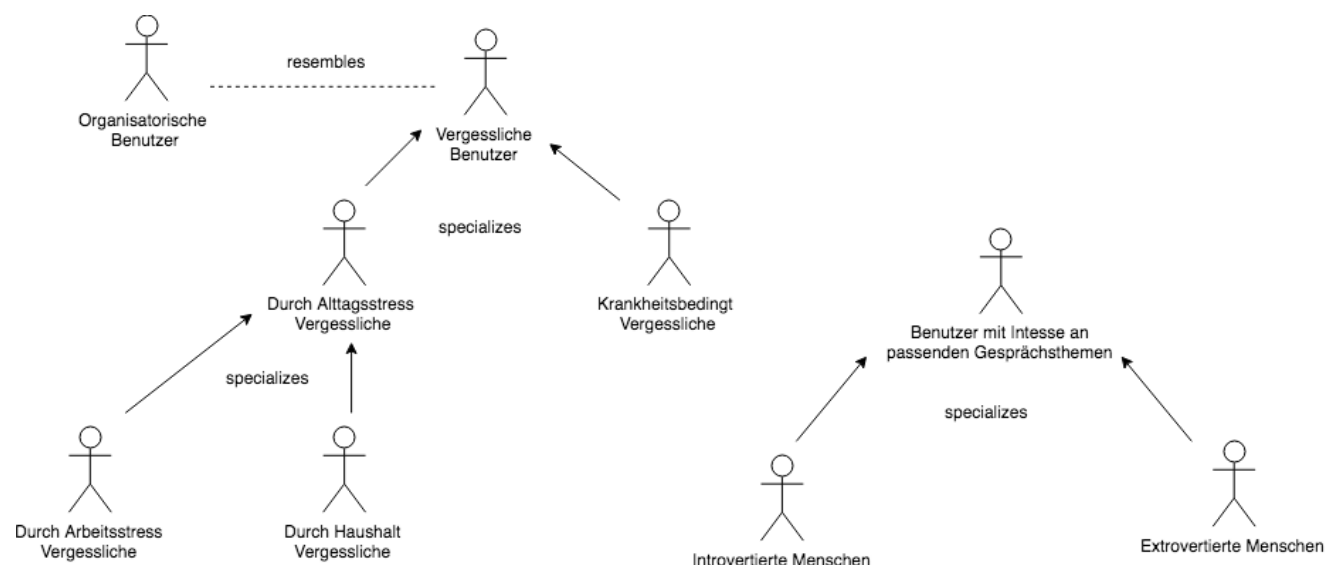 resembles
Organisatorische
Benutzer
Vergessliche
Benutzer
specializes
Durch Alttagsstress
Vergessliche
Krankheitsbedingt
Vergessliche
Benutzer mit Intesse an
passenden Gesprächsthemen
specializes
specializes
Durch Arbeitsstress
Vergessliche
Durch Haushalt
Vergessliche
Introvertierte Menschen
Extrovertierte Menschen